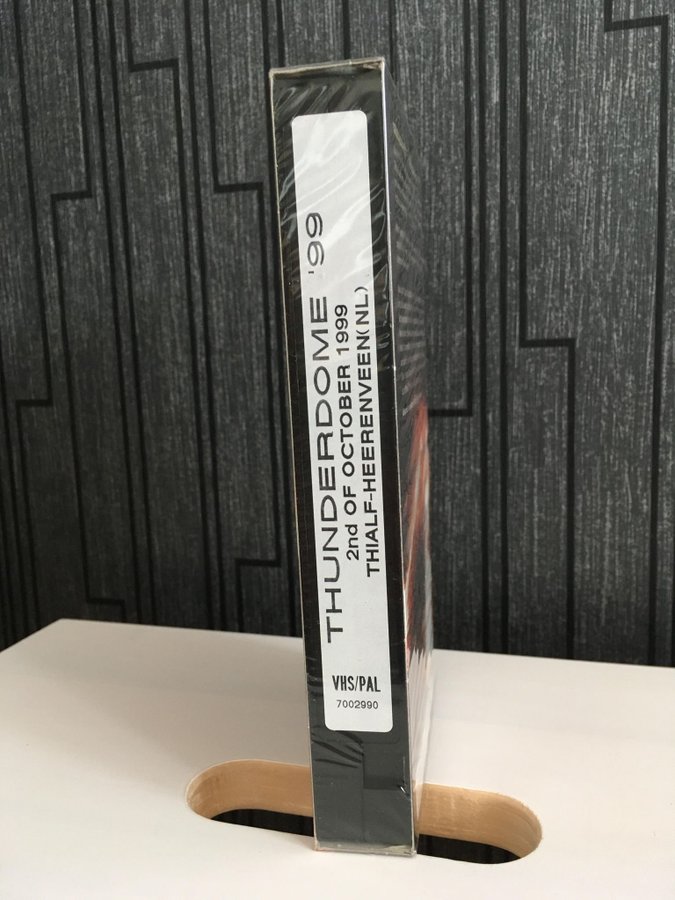 THUNDERDOME '99
2nd OF OCTOBER 1999
THIALF-HEERENVEEN(NL)
VHS/PAL
7002990